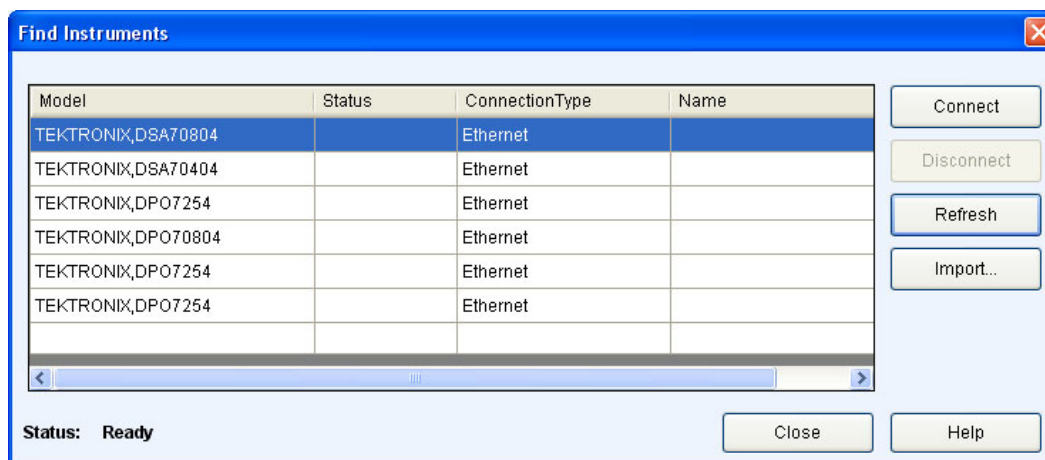 Find Instruments
Model Status ConnectionType Name
TEKTRONIX,DSA70804 Ethernet
TEKTRONIX,DSA70404 Ethernet
TEKTRONIX,DPO7254 Ethernet
TEKTRONIX,DPO70804 Ethernet
TEKTRONIX,DPO7254 Ethernet
TEKTRONIX,DPO7254 Ethernet
Connect
Disconnect
Refresh
Import...
Status: Ready
Close
Help